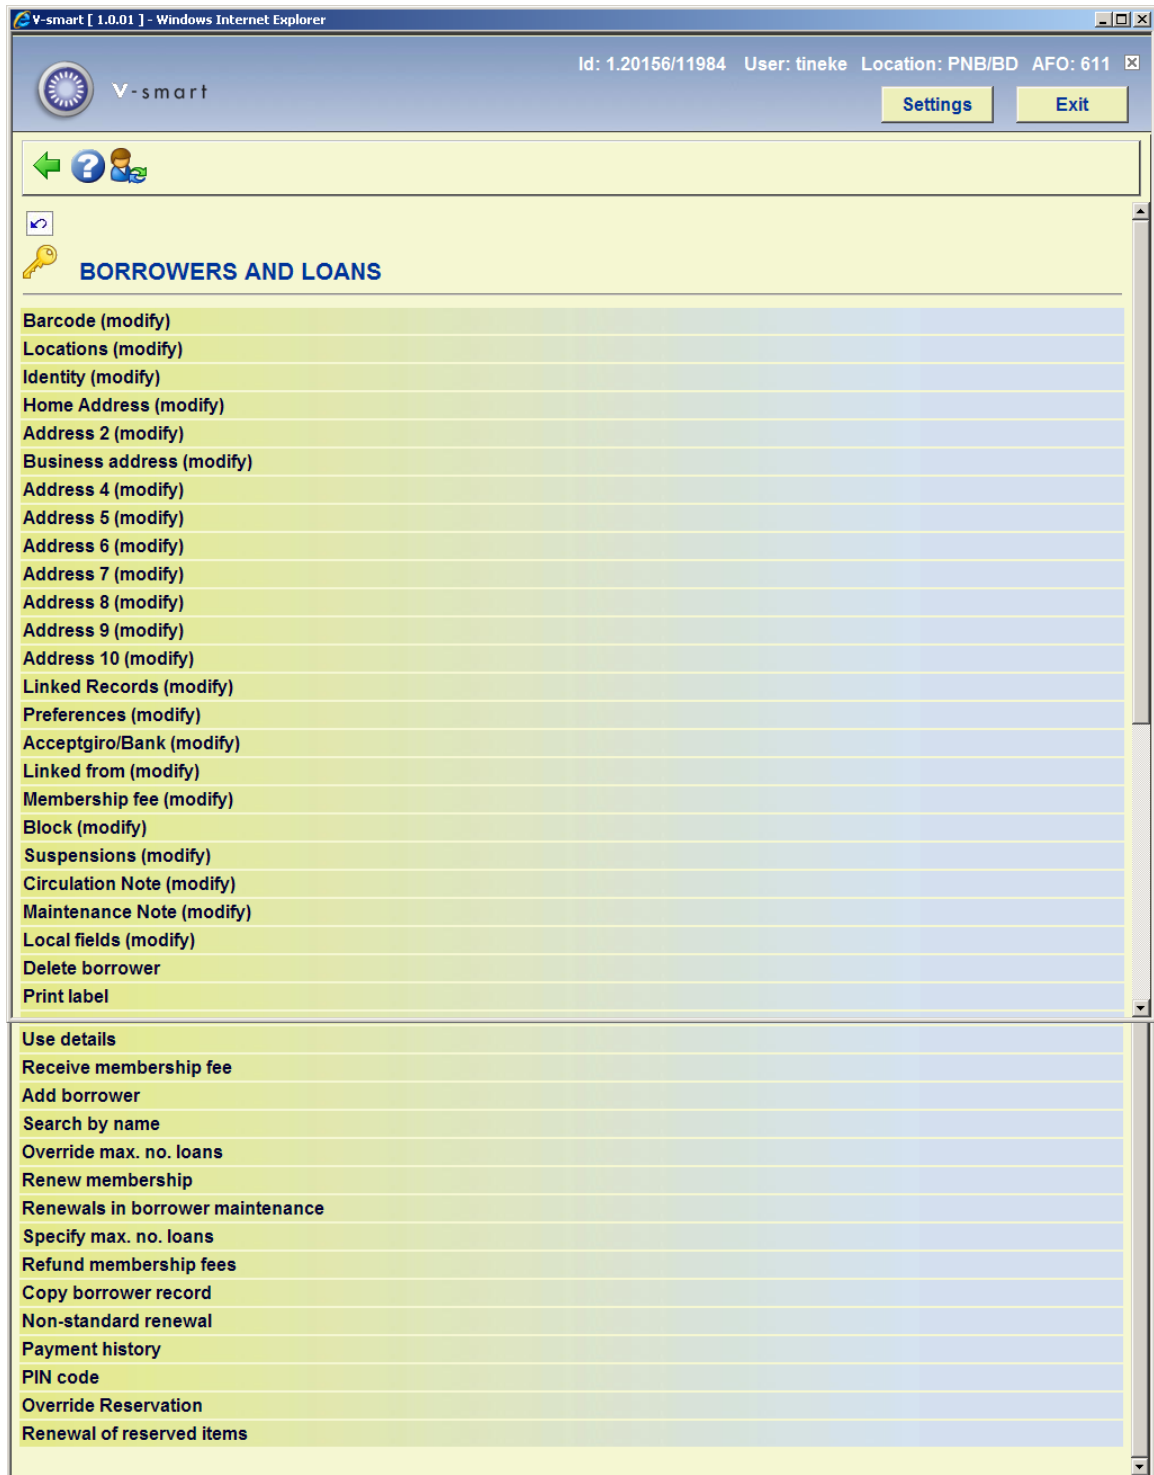 V-smart [ 1.0.01 ] - Windows Internet Explorer
Id: 1.20156/11984 User: tineke Location: PNB/BD AFO: 611
V-smart
Settings Exit
BORROWERS AND LOANS
Barcode (modify)
Locations (modify)
Identity (modify)
Home Address (modify)
Address 2 (modify)
Business address (modify)
Address 4 (modify)
Address 5 (modify)
Address 6 (modify)
Address 7 (modify)
Address 8 (modify)
Address 9 (modify)
Address 10 (modify)
Linked Records (modify)
Preferences (modify)
Acceptgiro/Bank (modify)
Linked from (modify)
Membership fee (modify)
Block (modify)
Suspensions (modify)
Circulation Note (modify)
Maintenance Note (modify)
Local fields (modify)
Delete borrower
Print label
Use details
Receive membership fee
Add borrower
Search by name
Override max. no. loans
Renew membership
Renewals in borrower maintenance
Specify max. no. loans
Refund membership fees
Copy borrower record
Non-standard renewal
Payment history
PIN code
Override Reservation
Renewal of reserved items